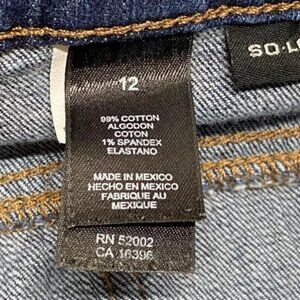 12
99% COTTON
ALGODON
COTON
1% SPANDEX
ELASTANO
MADE IN MEXICO
HECHO EN MEXICO
FABRIQUE AU
MEXIQUE
RN 52002
CA 16396